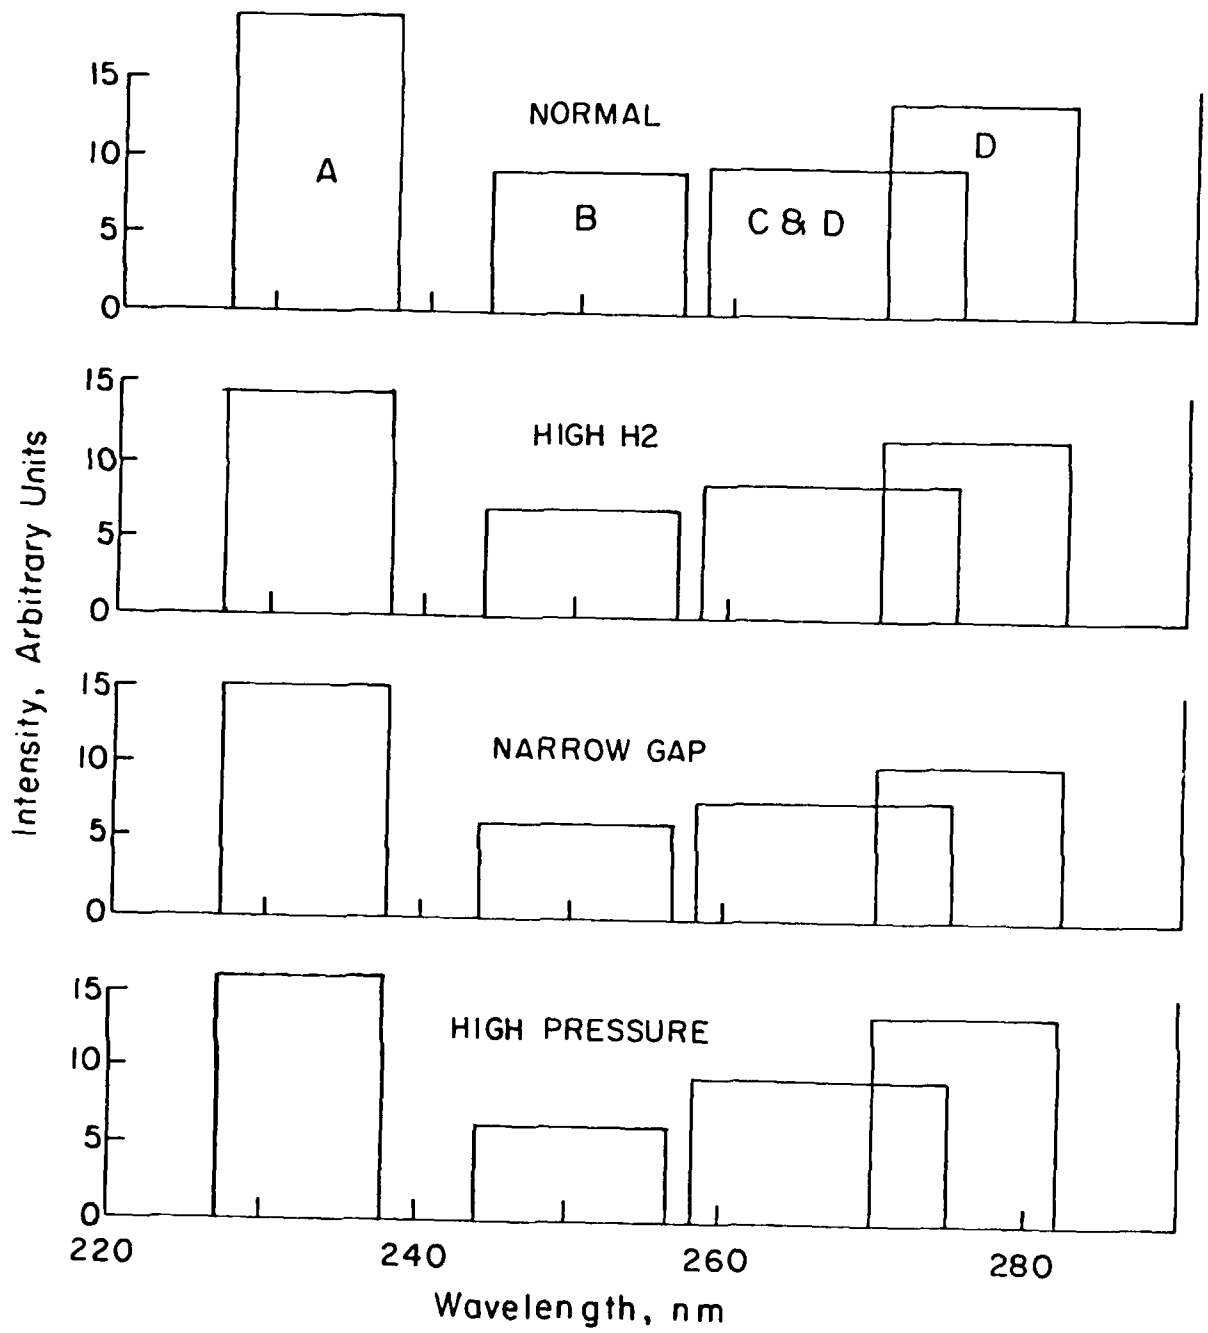 15
NORMAL
D
10
A
B
C & D
5
0
15
HIGH H2
10
5
0
Intensity, Arbitrary Units
15
NARROW GAP
10
5
0
15
HIGH PRESSURE
10
5
0
220
240
260
280
Wavelength, nm